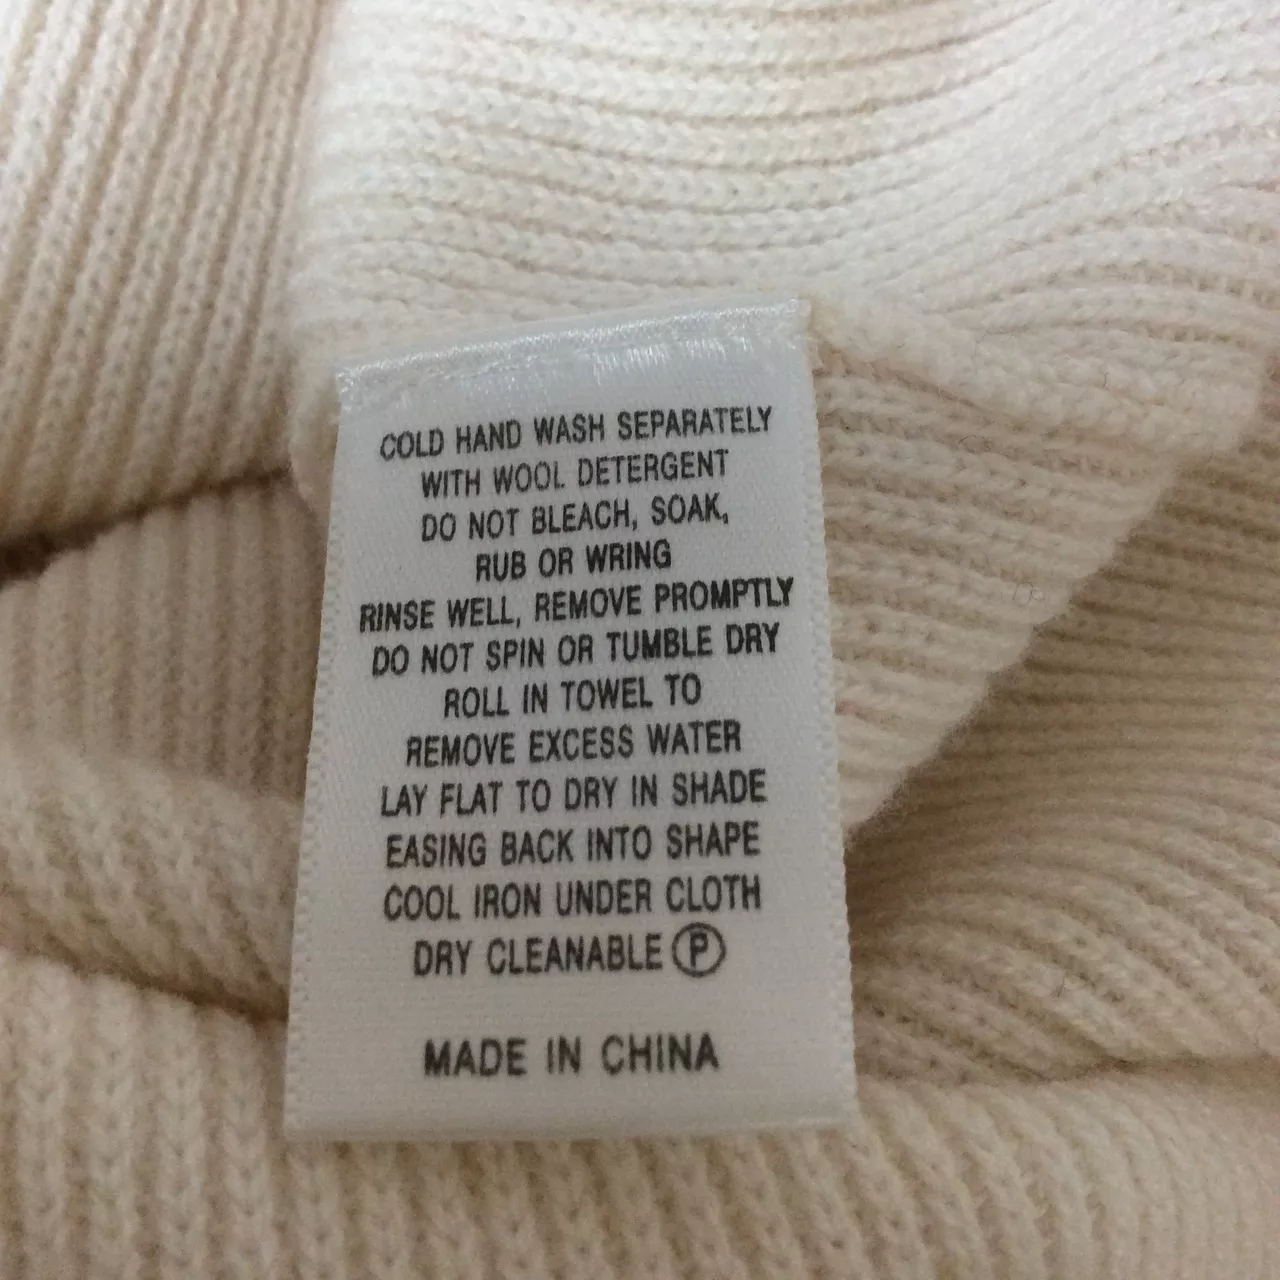 COLD HAND WASH SEPARATELY
WITH WOOL DETERGENT
DO NOT BLEACH, SOAK,
RUB OR WRING
RINSE WELL, REMOVE PROMPTLY
DO NOT SPIN OR TUMBLE DRY
ROLL IN TOWEL TO
REMOVE EXCESS WATER
LAY FLAT TO DRY IN SHADE
EASING BACK INTO SHAPE
COOL IRON UNDER CLOTH
DRY CLEANABLE Ⓟ
MADE IN CHINA